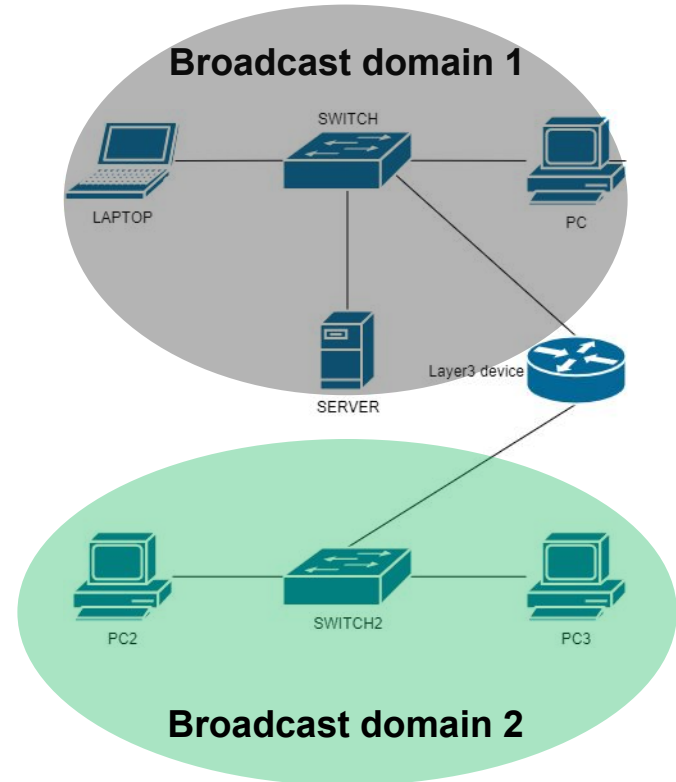 Broadcast domain 1
SWITCH
LAPTOP
PC
Layer3 device
SERVER
PC2
SWITCH2
PC3
Broadcast domain 2